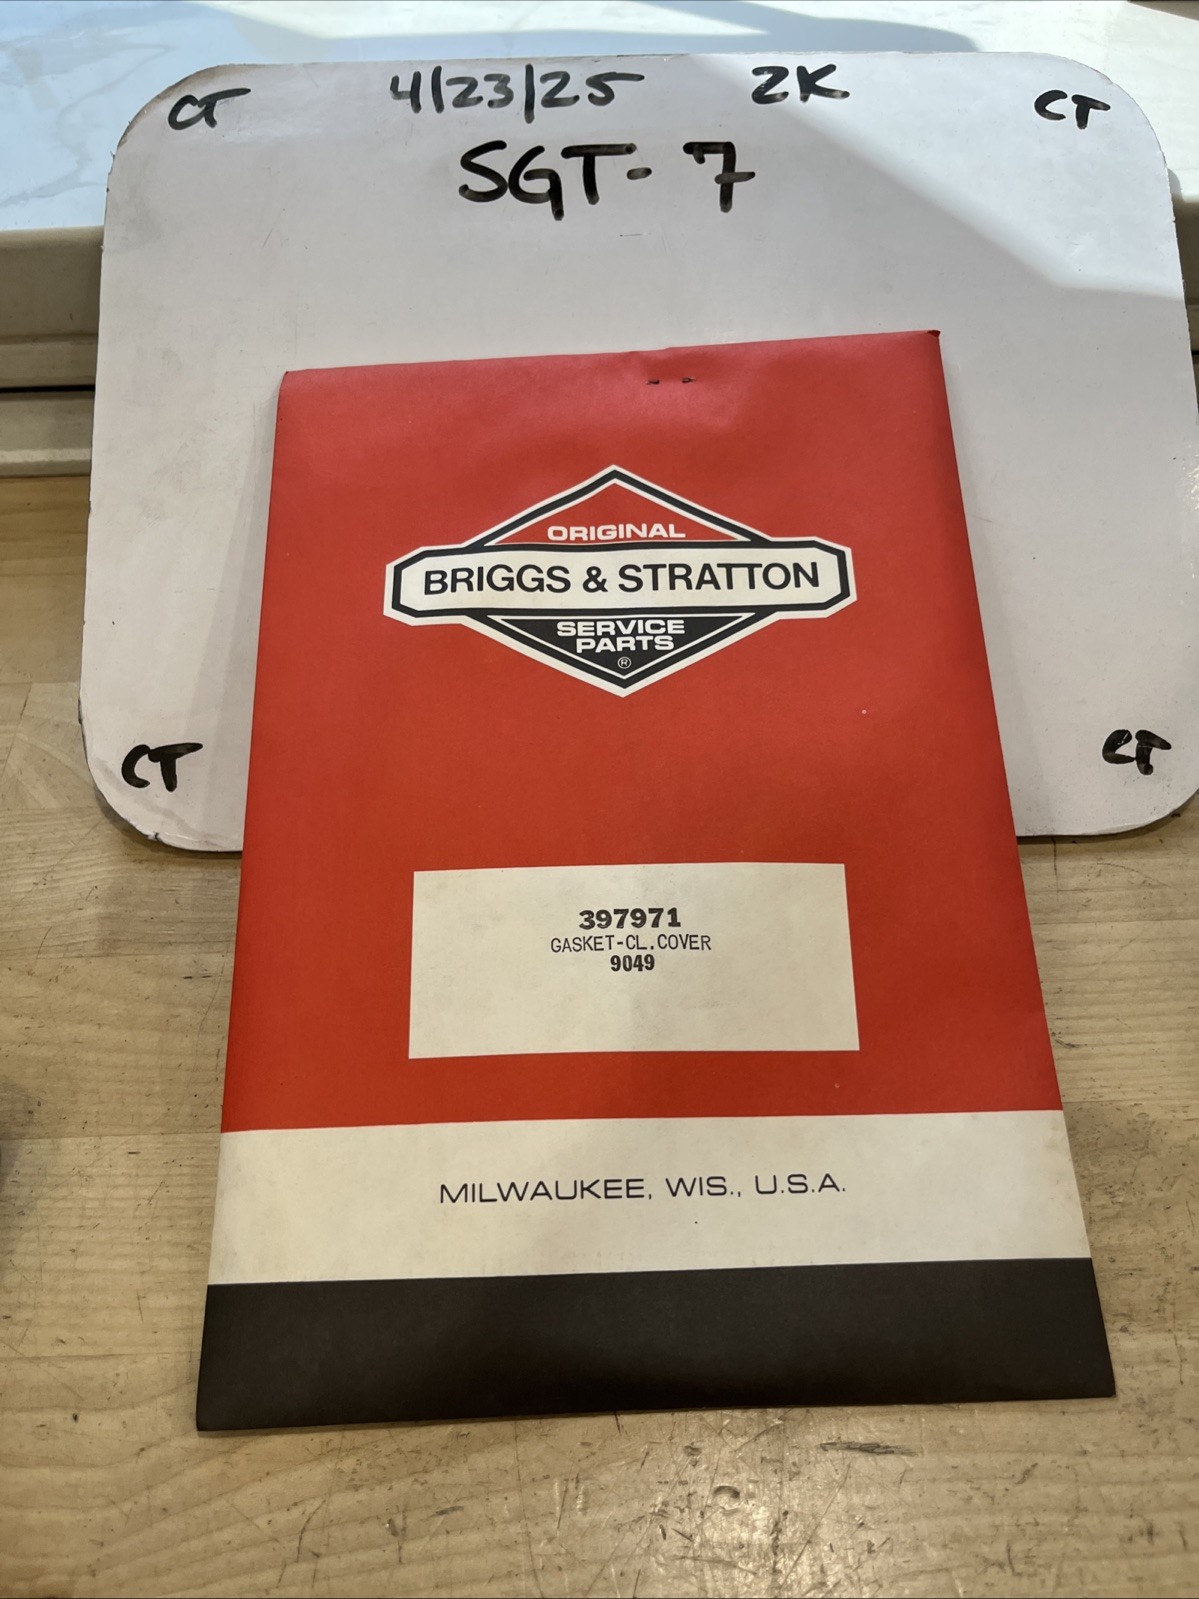 CT 4/23/25 2K CT
SGT-7
ORIGINAL
BRIGGS & STRATTON
SERVICE
PARTS
®
CT CT
397971
GASKET-CL.COVER
9049
MILWAUKEE, WIS., U.S.A.